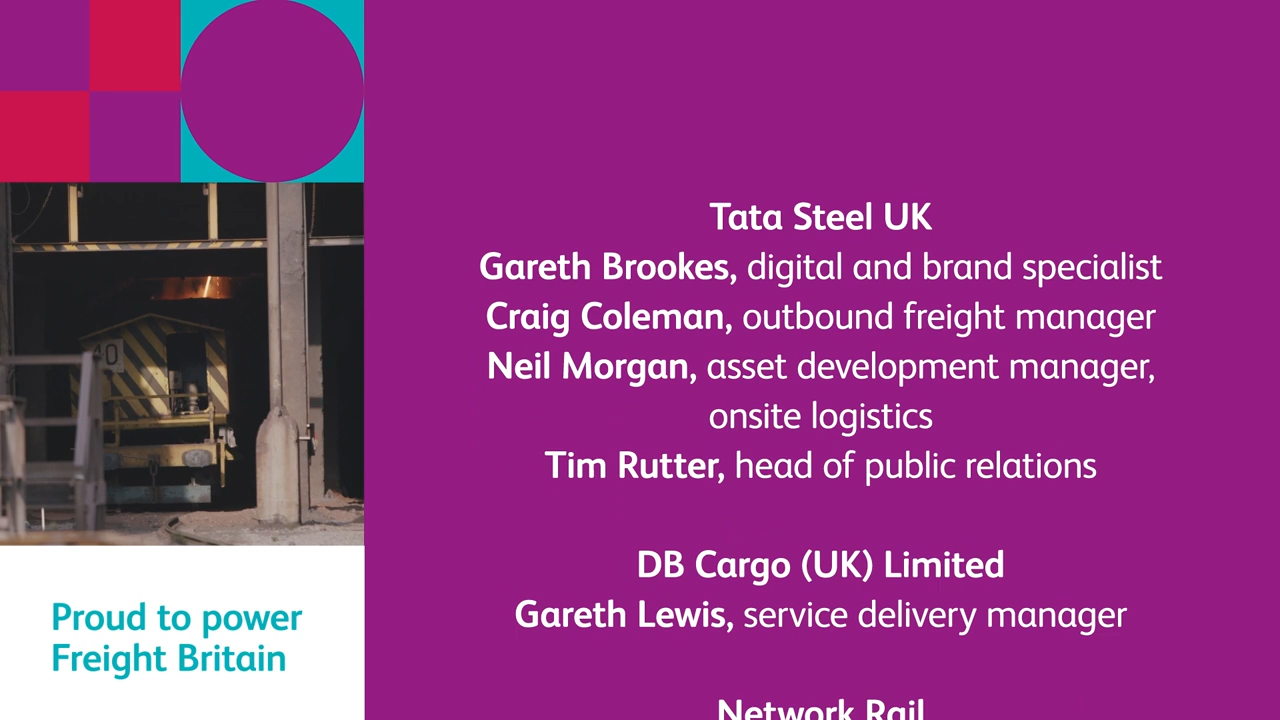 40
Proud to power
Freight Britain
Tata Steel UK
Gareth Brookes, digital and brand specialist
Craig Coleman, outbound freight manager
Neil Morgan, asset development manager,
onsite logistics
Tim Rutter, head of public relations
DB Cargo (UK) Limited
Gareth Lewis, service delivery manager
Network Rail